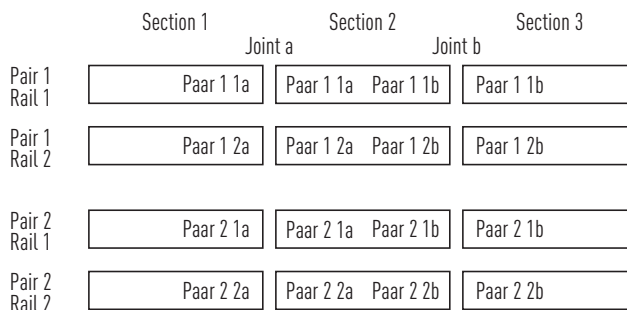 Section 1 Section 2 Section 3
Joint a Joint b
Pair 1
Rail 1
Paar 1 1a Paar 1 1a Paar 1 1b Paar 1 1b
Pair 1
Rail 2
Paar 1 2a Paar 1 2a Paar 1 2b Paar 1 2b
Pair 2
Rail 1
Paar 2 1a Paar 2 1a Paar 2 1b Paar 2 1b
Pair 2
Rail 2
Paar 2 2a Paar 2 2a Paar 2 2b Paar 2 2b